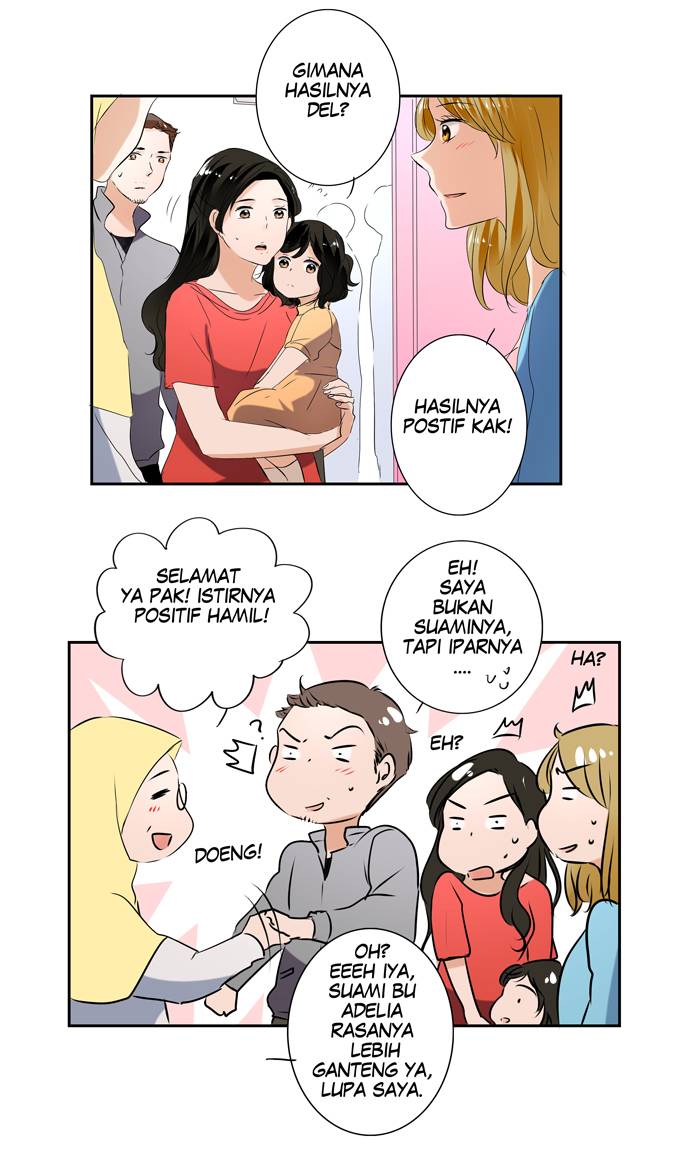 GIMANA
HASILNYA
DEL?
HASILNYA
POSTIF KAK!
SELAMAT
YA PAK! ISTIRNYA
POSITIF HAMIL!
EH!
SAYA
BUKAN
SUAMINYA,
TAPI IPARNYA
....
HA?
?
EH?
DOENG!
OH?
EEEH IYA,
SUAMI BU
ADELIA
RASANYA
LEBIH
GANTENG YA,
LUPA SAYA.